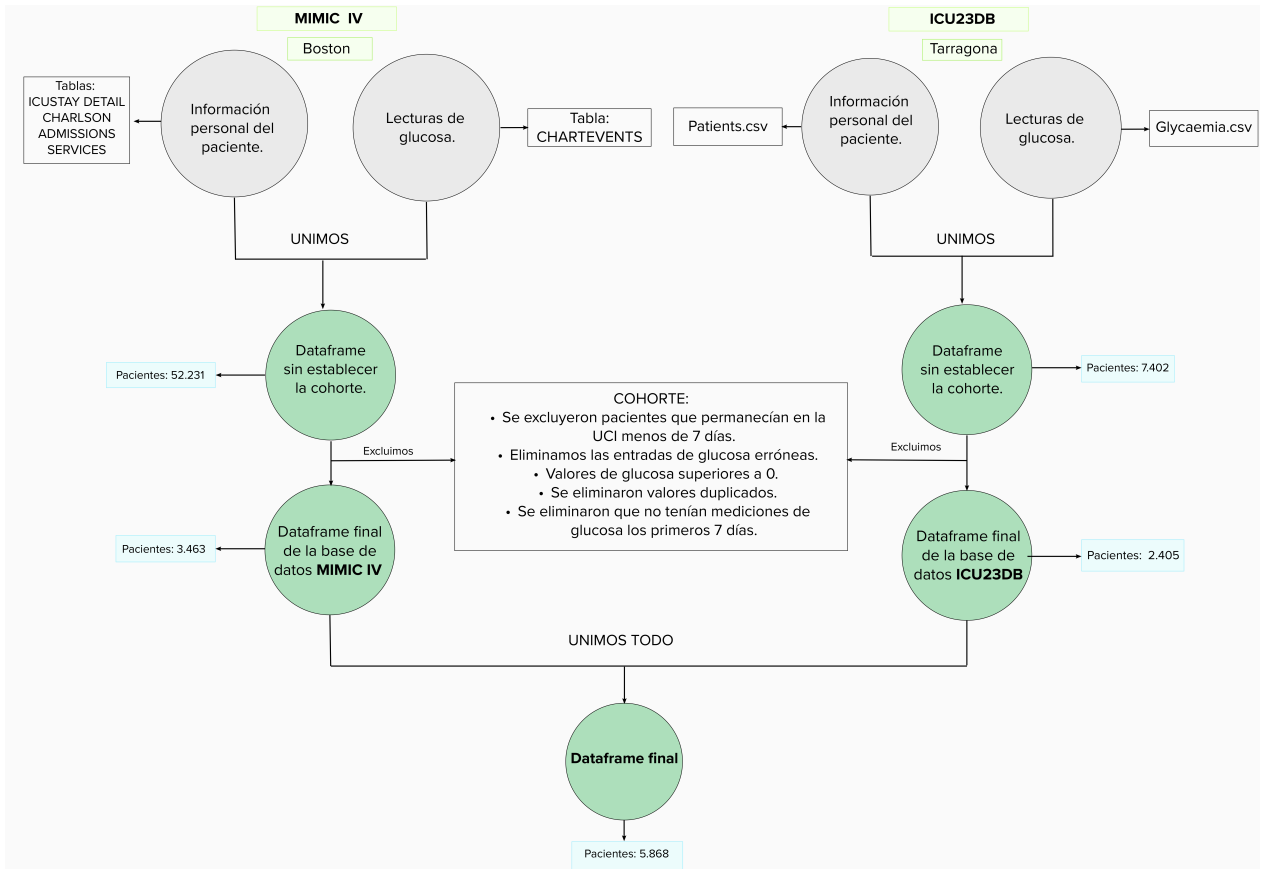 MIMIC  IV
Boston
ICU23DB
Tarragona
Tablas:
ICUSTAY DETAIL
CHARLSON
ADMISSIONS
SERVICES
Información
personal del
paciente.
Lecturas de
glucosa.
Tabla:
CHARTEVENTS
Patients.csv
Información
personal del
paciente.
Lecturas de
glucosa.
Glycaemia.csv
UNIMOS
UNIMOS
Dataframe
sin establecer
la cohorte.
Pacientes: 52.231
Dataframe
sin establecer
la cohorte.
Pacientes: 7.402
Excluimos
COHORTE:
• Se excluyeron pacientes que permanecían en la
UCI menos de 7 días.
• Eliminamos las entradas de glucosa erróneas.
• Valores de glucosa superiores a 0.
• Se eliminaron valores duplicados.
• Se eliminaron que no tenían mediciones de
glucosa los primeros 7 días.
Excluimos
Pacientes: 3.463
Dataframe final
de la base de
datos MIMIC IV
Dataframe final
de la base de
datos ICU23DB
Pacientes:  2.405
UNIMOS TODO
Dataframe final
Pacientes: 5.868